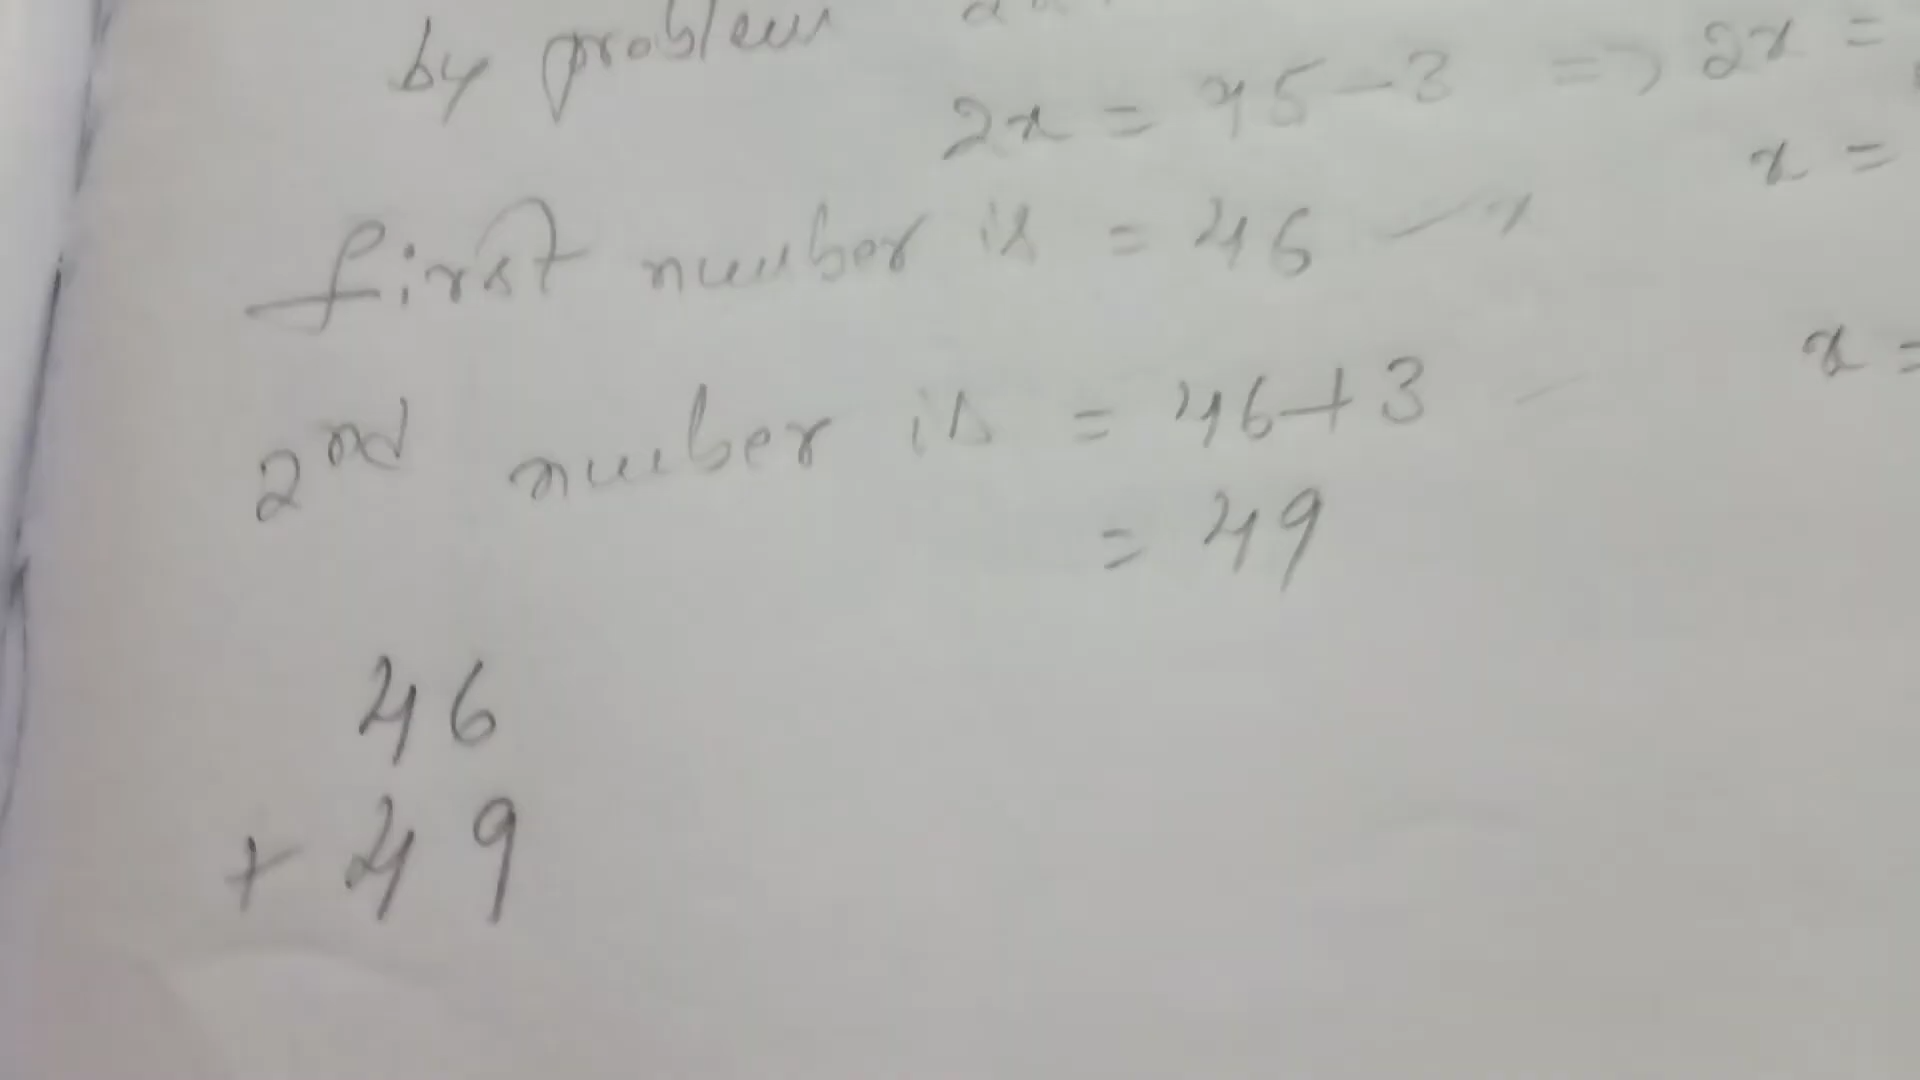 by problem
2x = 95-3 => 2x =
x =
first number is = 46 - x
x =
2nd number is = 46+3
= 49
46
+ 49